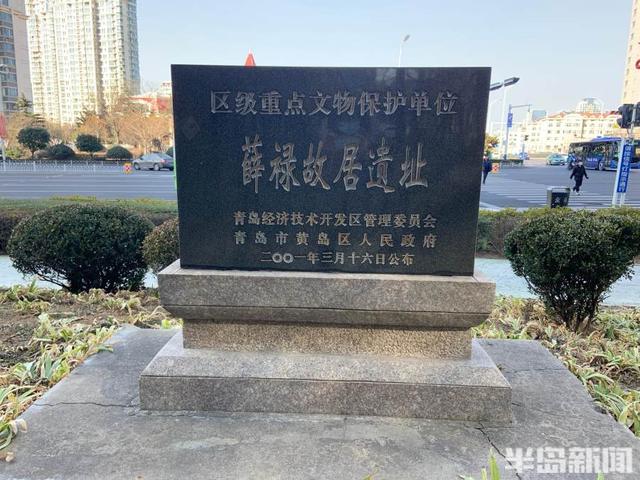 区级重点文物保护单位
薛禄故居遗址
青岛经济技术开发区管理委员会
青岛市黄岛区人民政府
二〇〇一年三月十六日公布
半岛新闻